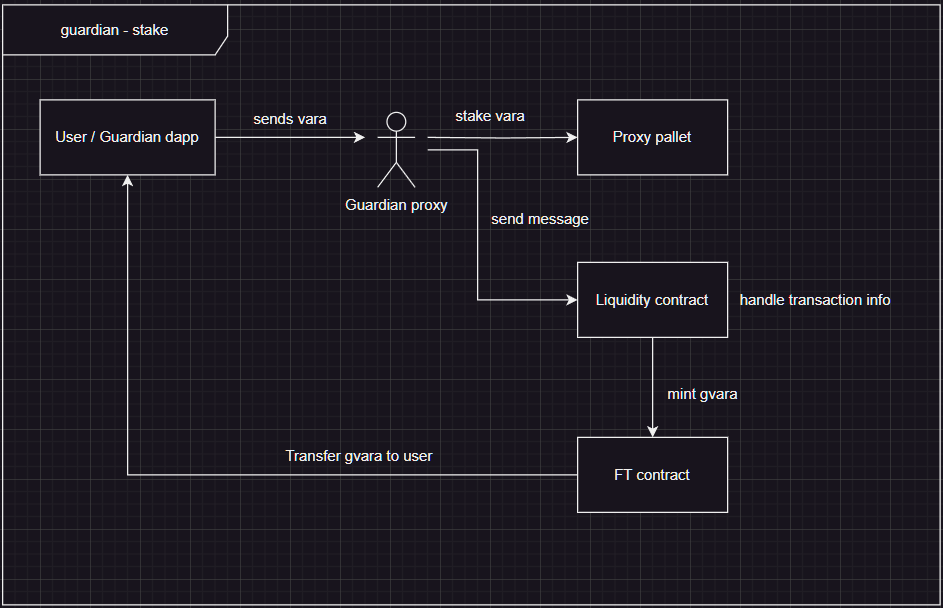 guardian - stake
User / Guardian dapp
sends vara
stake vara
Proxy pallet
Guardian proxy
send message
Liquidity contract
handle transaction info
mint gvara
Transfer gvara to user
FT contract